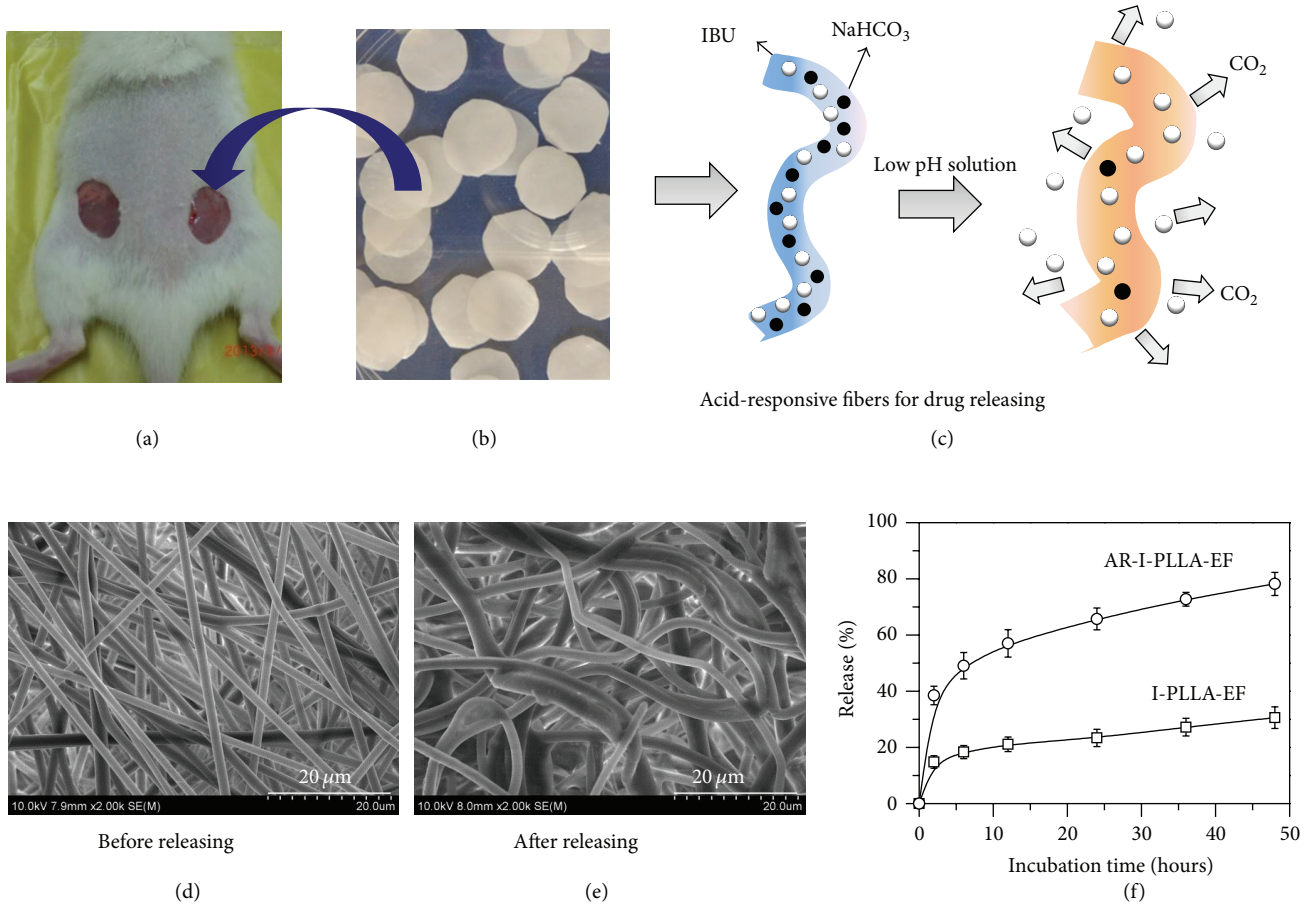 IBU
NaHCO3
CO2
Low pH solution
CO2
Acid-responsive fibers for drug releasing
(a)
(b)
(c)
20 μm
10.0kV 7.9mm x2.00k SE(M)
20.0um
Before releasing
(d)
20 μm
10.0kV 8.0mm x2.00k SE(M)
20.0um
After releasing
(e)
100
80
60
40
20
0
Release (%)
AR-I-PLLA-EF
I-PLLA-EF
0
10
20
30
40
50
Incubation time (hours)
(f)